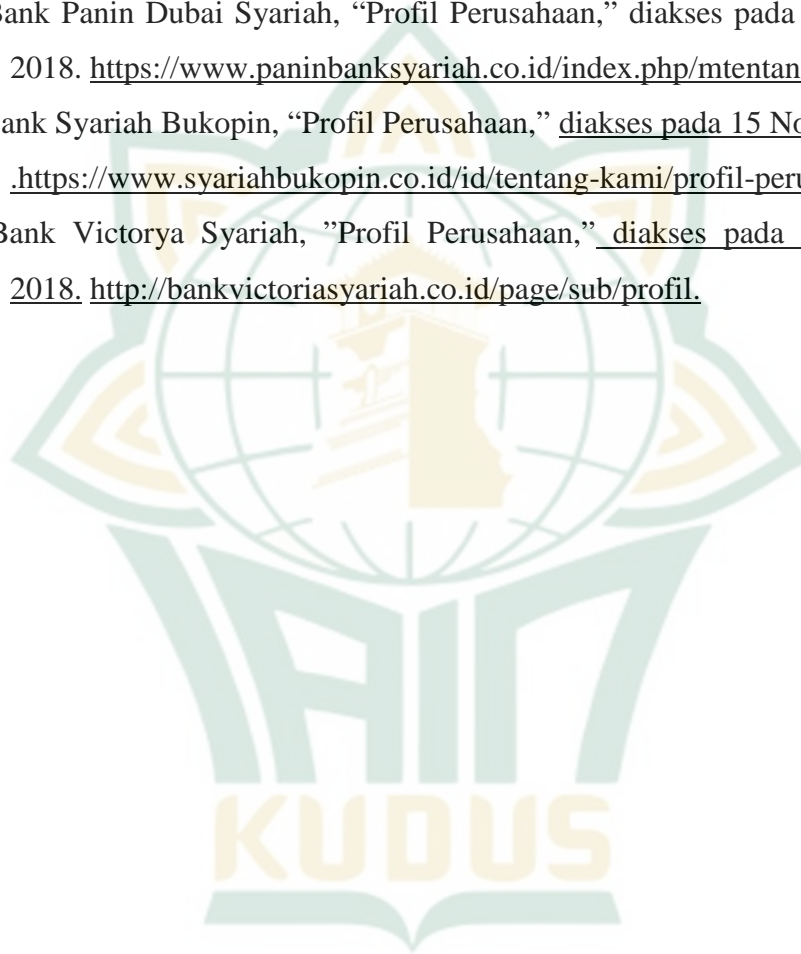 Bank Panin Dubai Syariah, “Profil Perusahaan,” diakses pada
2018. https://www.paninbanksyariah.co.id/index.php/mtentan
ank Syariah Bukopin, “Profil Perusahaan,” diakses pada 15 No
.https://www.syariahbukopin.co.id/id/tentang-kami/profil-peru
Bank Victorya Syariah, ”Profil Perusahaan,” diakses pada
2018. http://bankvictoriasyariah.co.id/page/sub/profil.
IAIN
KUDUS